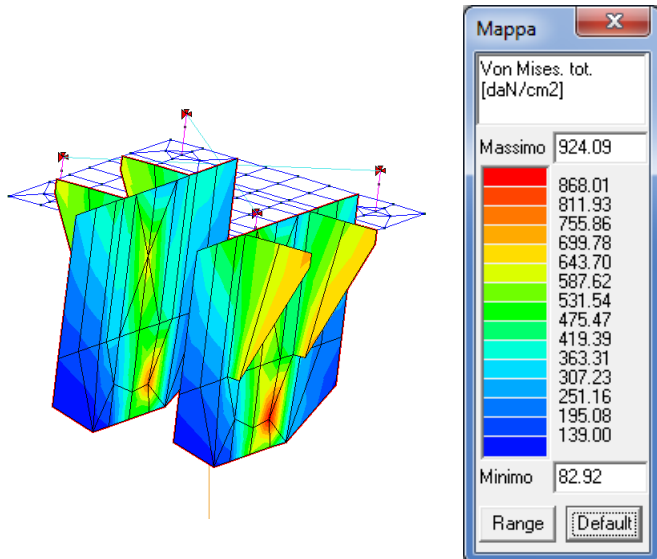 Mappa
Von Mises. tot.
[daN/cm2]
Massimo 924.09
868.01
811.93
755.86
699.78
643.70
587.62
531.54
475.47
419.39
363.31
307.23
251.16
195.08
139.00
Minimo 82.92
Range Default